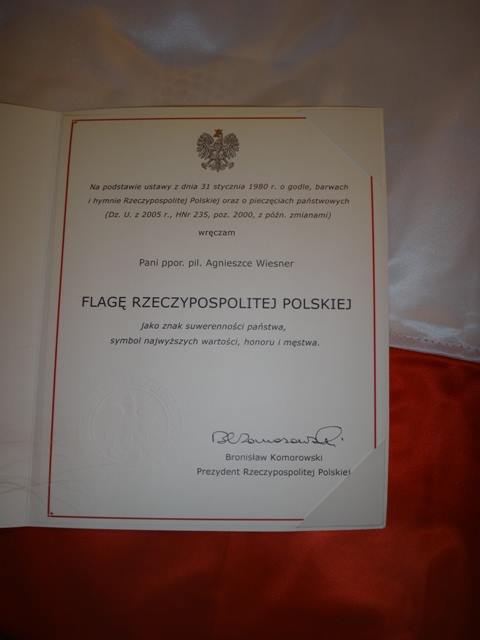 Na podstawie ustawy z dnia 31 stycznia 1980 r. o godle, barwach
i hymnie Rzeczypospolitej Polskiej oraz o pieczęciach państwowych
(Dz. U. z 2005 r., HNr 235, poz. 2000, z późn. zmianami)
wręczam
Pani ppor. pil. Agnieszce Wiesner
FLAGĘ RZECZYPOSPOLITEJ POLSKIEJ
jako znak suwerenności państwa,
symbol najwyższych wartości, honoru i męstwa.
BKomorowski
Bronisław Komorowski
Prezydent Rzeczypospolitej Polskiej